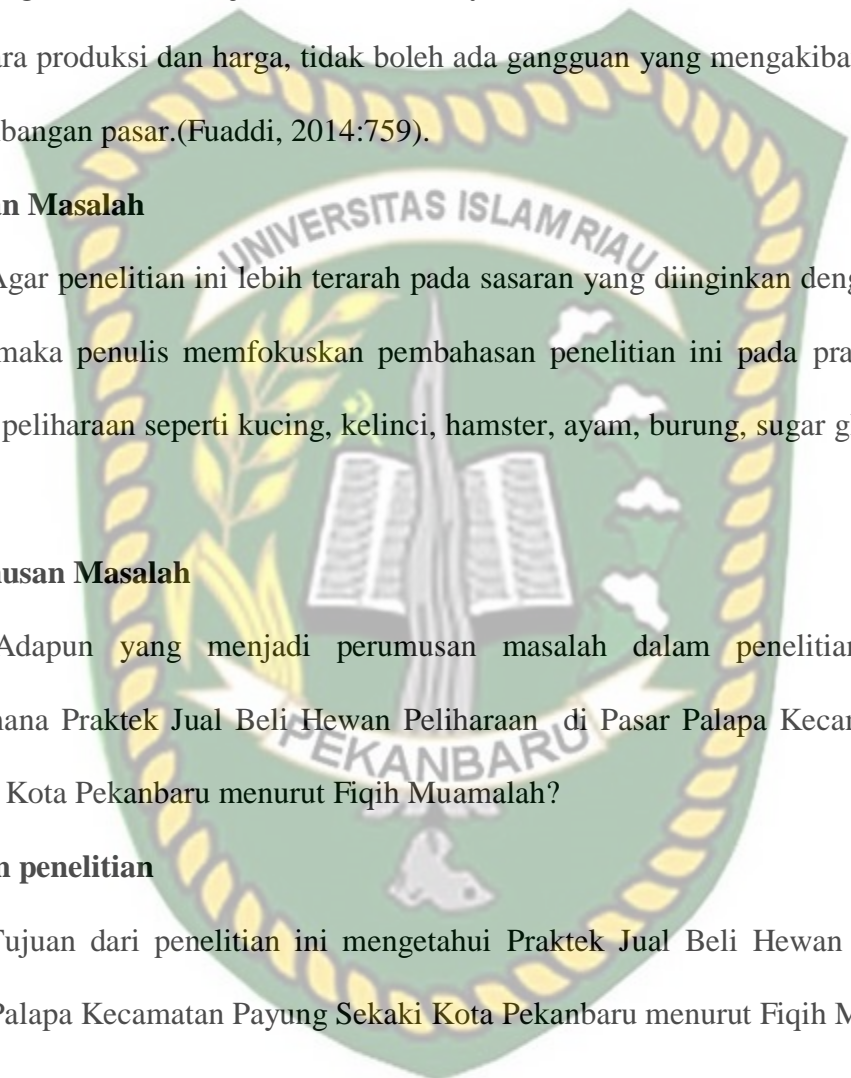 ara produksi dan harga, tidak boleh ada gangguan yang mengakiba
bangan pasar.(Fuaddi, 2014:759).
an Masalah
UNIVERSITAS ISLAM RIAU
Agar penelitian ini lebih terarah pada sasaran yang diinginkan deng
maka penulis memfokuskan pembahasan penelitian ini pada pra
peliharaan seperti kucing, kelinci, hamster, ayam, burung, sugar g
usan Masalah
Adapun yang menjadi perumusan masalah dalam penelitian
ana Praktek Jual Beli Hewan Peliharaan di Pasar Palapa Kecam
PEKANBARU
Kota Pekanbaru menurut Fiqih Muamalah?
n penelitian
Tujuan dari penelitian ini mengetahui Praktek Jual Beli Hewan
Palapa Kecamatan Payung Sekaki Kota Pekanbaru menurut Fiqih M